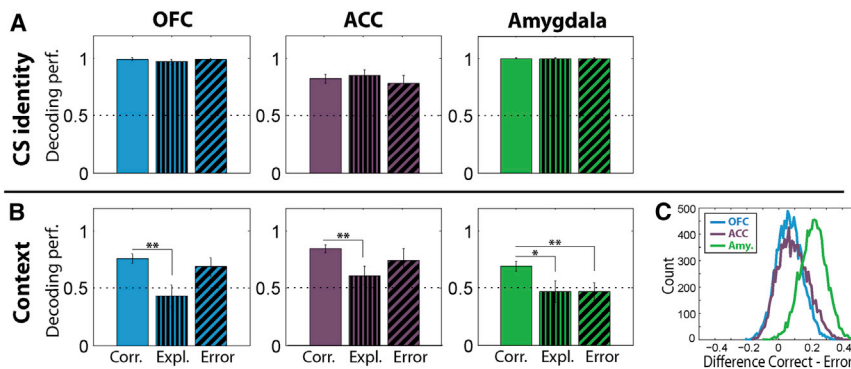 OFC ACC Amygdala
A
CS identity
Decoding perf.
1 1 1
0.5 0.5 0.5
0 0 0
B
Context
Decoding perf.
1 1 1
0.5 0.5 0.5
0 0 0
** ** * **
Corr. Expl. Error Corr. Expl. Error Corr. Expl. Error
C
Count
500
400
300
200
100
0
OFC
ACC
Amy.
−0.4 −0.2 0 0.2 0.4
Difference Correct - Error